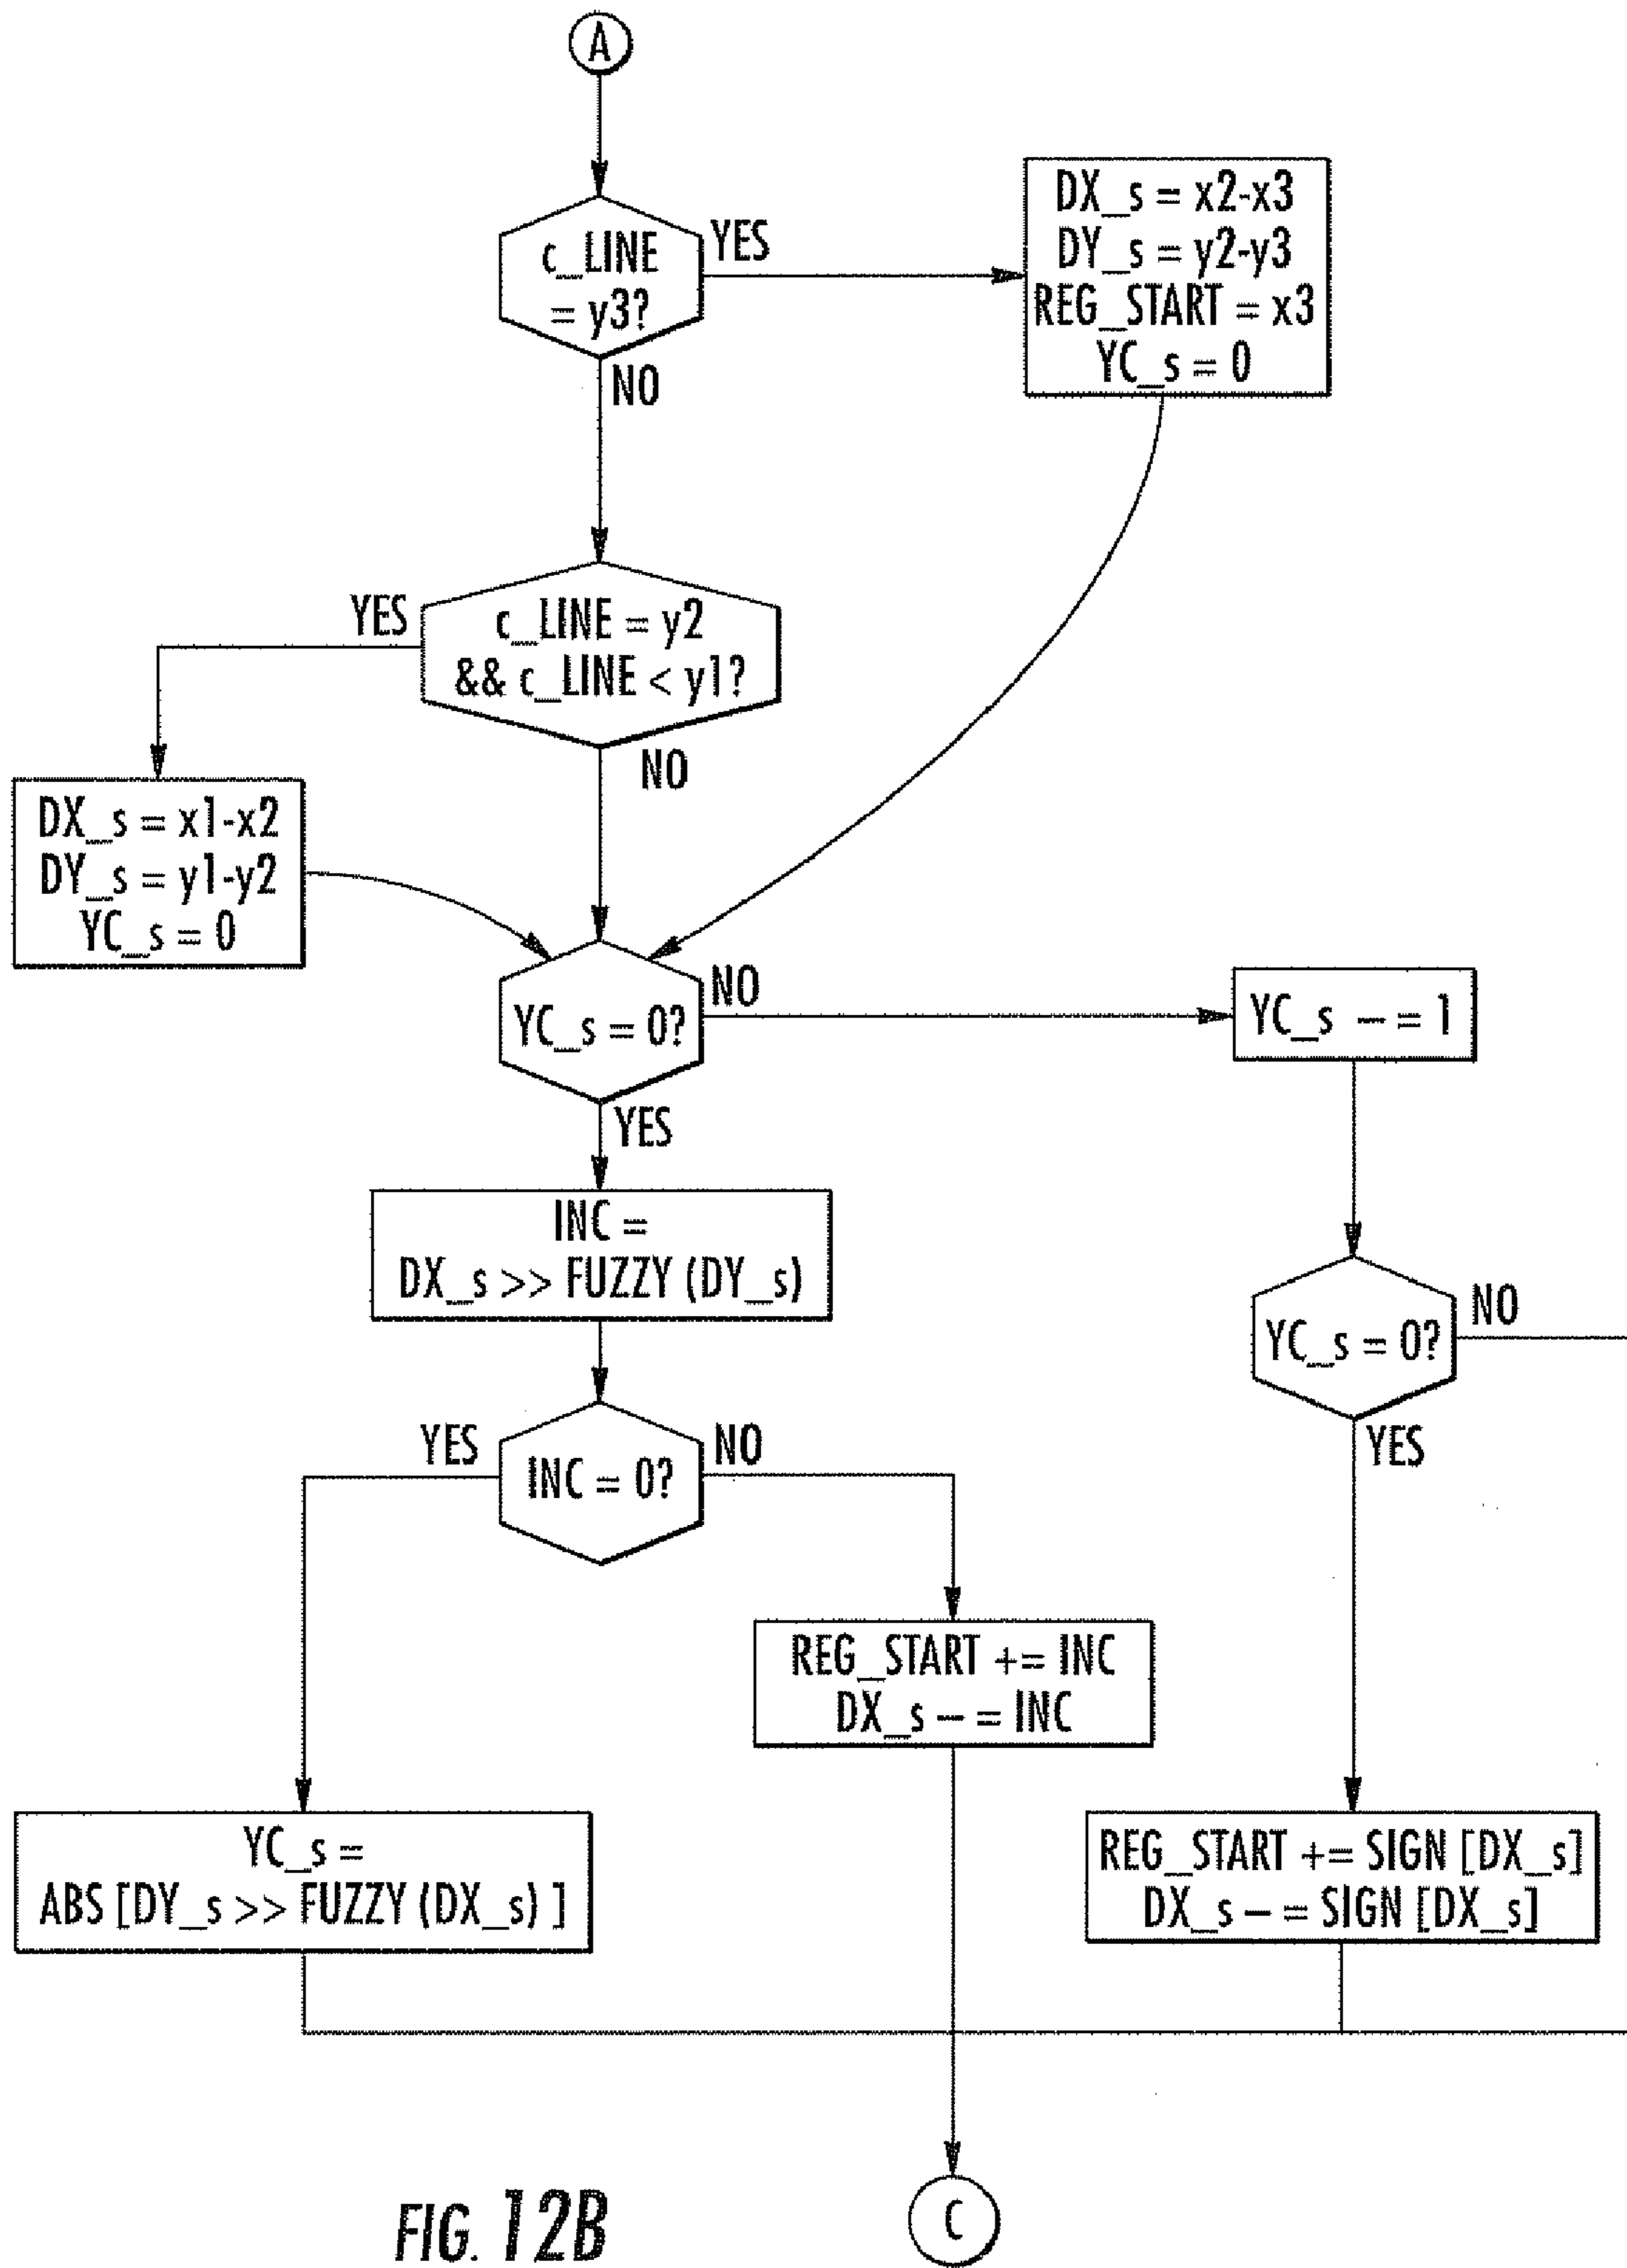 A
c_LINE
= y3?
YES
NO
DX_s = x2-x3
DY_s = y2-y3
REG_START = x3
YC_s = 0
YES
c_LINE = y2
&& c_LINE < y1?
NO
DX_s = x1-x2
DY_s = y1-y2
YC_s = 0
YC_s = 0?
NO
YES
YC_s - = 1
INC =
DX_s >> FUZZY (DY_s)
YC_s = 0?
NO
YES
YES
INC = 0?
NO
REG_START += INC
DX_s - = INC
YC_s =
ABS [DY_s >> FUZZY (DX_s) ]
REG_START += SIGN [DX_s]
DX_s - = SIGN [DX_s]
C
FIG. 12B